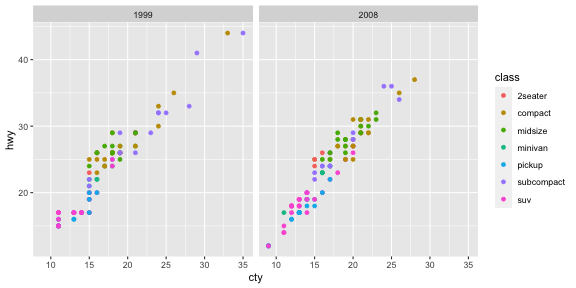 1999 2008
40
30
20
hwy
10 15 20 25 30 35 10 15 20 25 30 35
cty
class
2seater
compact
midsize
minivan
pickup
subcompact
suv